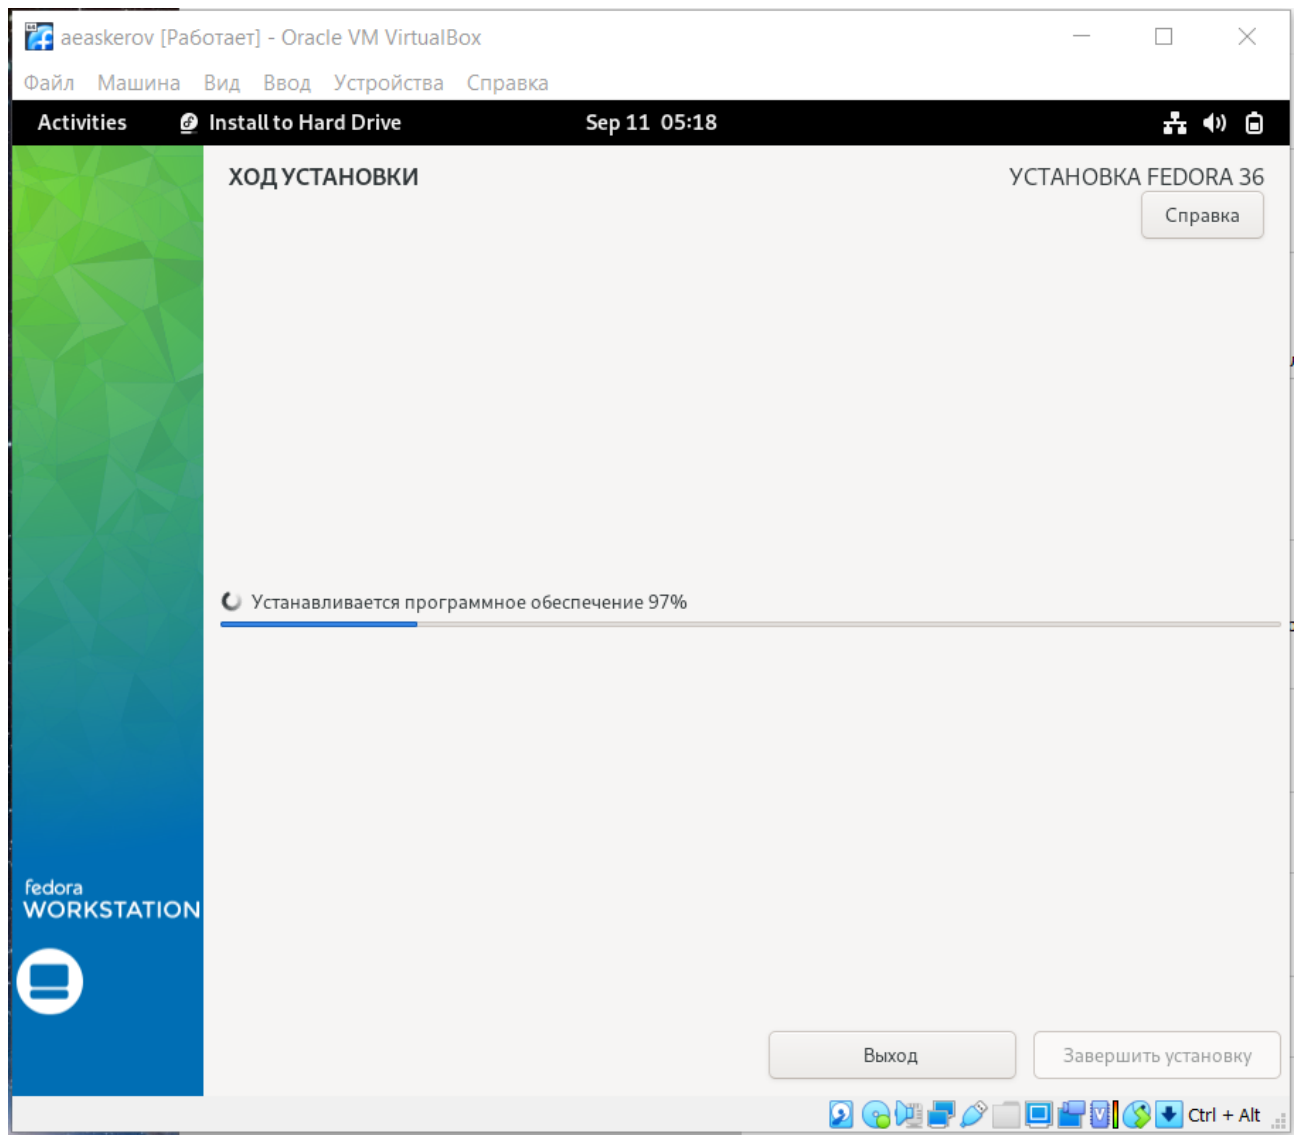 aeaskerov [Работает] - Oracle VM VirtualBox
Файл Машина Вид Ввод Устройства Справка
Activities Install to Hard Drive Sep 11 05:18
ХОД УСТАНОВКИ УСТАНОВКА FEDORA 36
Справка
Устанавливается программное обеспечение 97%
fedora
WORKSTATION
Выход Завершить установку
Ctrl + Alt